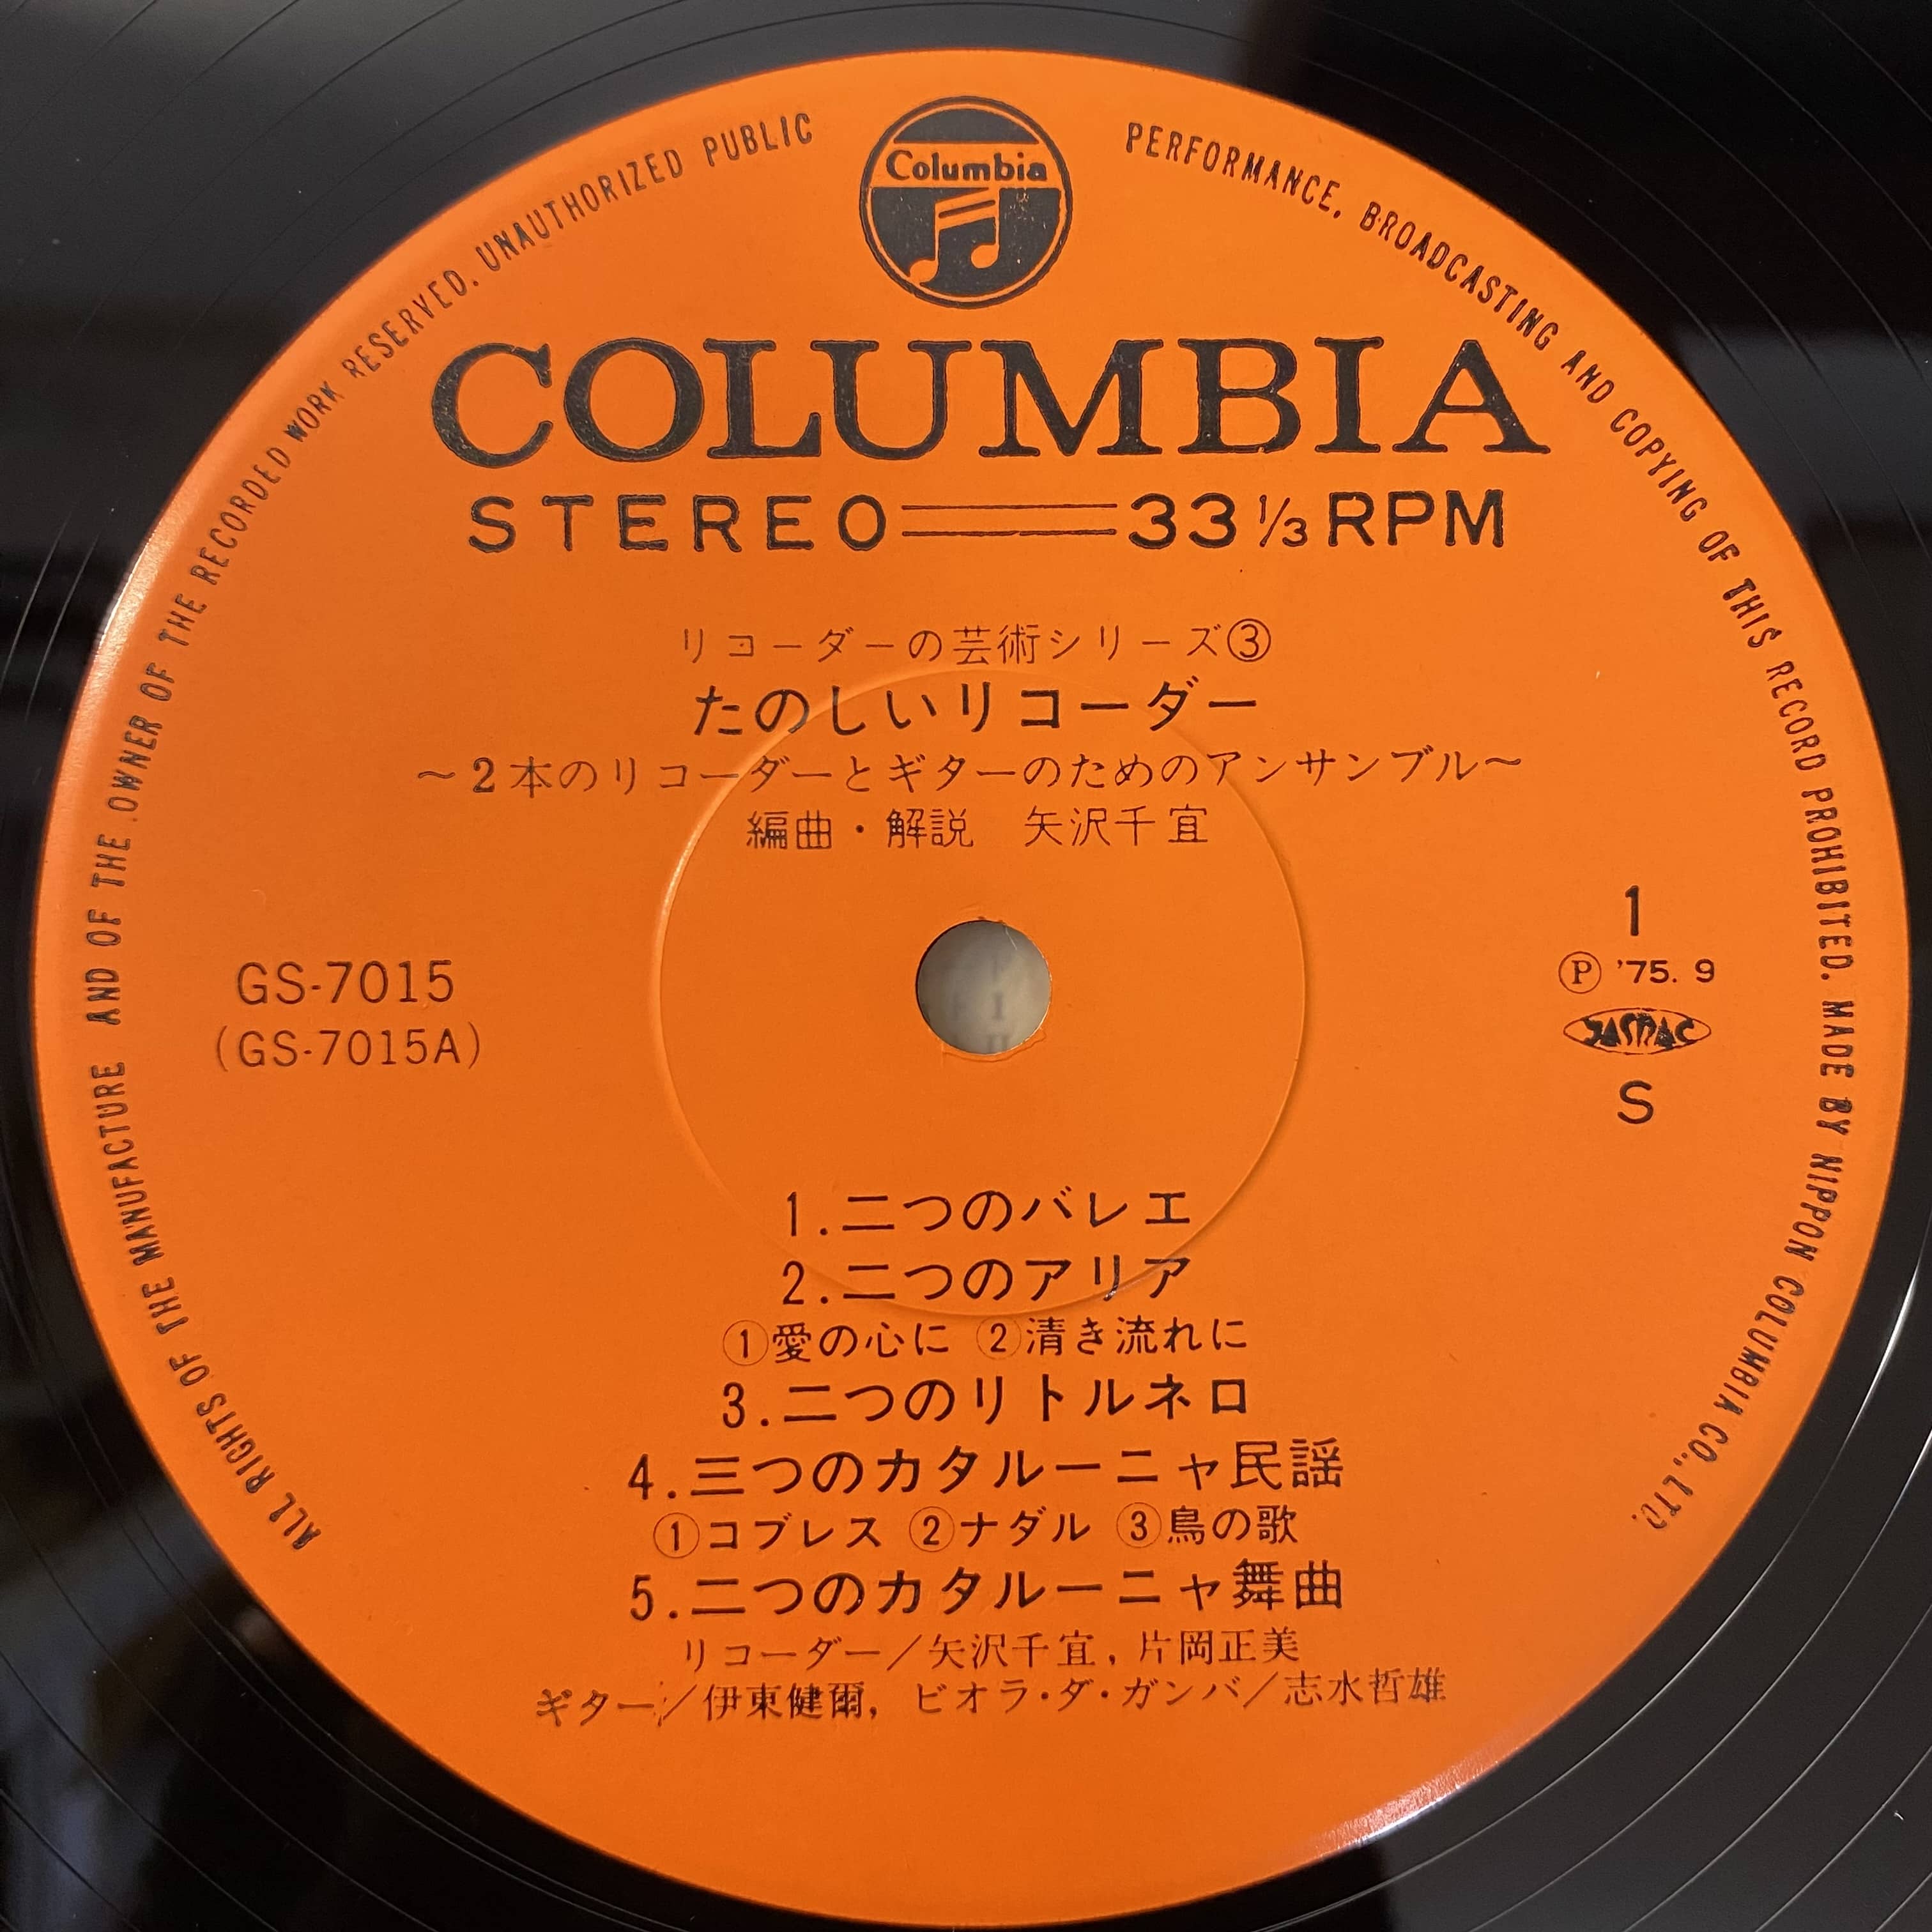 ALL RIGHTS OF THE MANUFACTURE AND OF THE OWNER OF THE RECORDED WORK RESERVED. UNAUTHORIZED PUBLIC PERFORMANCE, BROADCASTING AND COPYING OF THIS RECORD PROHIBITED. MADE BY NIPPON COLUMBIA CO., LTD.
Columbia
COLUMBIA
STEREO 33 1/3 RPM
リコーダーの芸術シリーズ③
たのしいリコーダー
～2本のリコーダーとギターのためのアンサンブル～
編曲・解説 矢沢千宜
GS-7015
(GS-7015A)
1
Ⓟ '75. 9
JASRAC
S
1.二つのバレエ
2.二つのアリア
①愛の心に ②清き流れに
3.二つのリトルネロ
4.三つのカタルーニャ民謡
①コブレス ②ナダル ③鳥の歌
5.二つのカタルーニャ舞曲
リコーダー／矢沢千宜，片岡正美
ギター／伊東健爾，ビオラ・ダ・ガンバ／志水哲雄